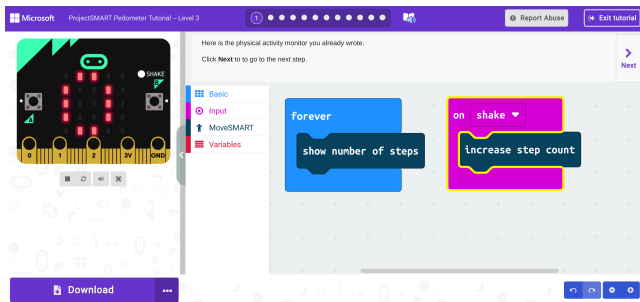 Microsoft
ProjectSMART Pedometer Tutorial – Level 3
1
Report Abuse
Exit tutorial
Here is the physical activity monitor you already wrote.
Click Next to to go to the next step.
Next
SHAKE
B
A
0 1 2 3V GND
Basic
Input
MoveSMART
Variables
forever
show number of steps
on shake
increase step count
Download